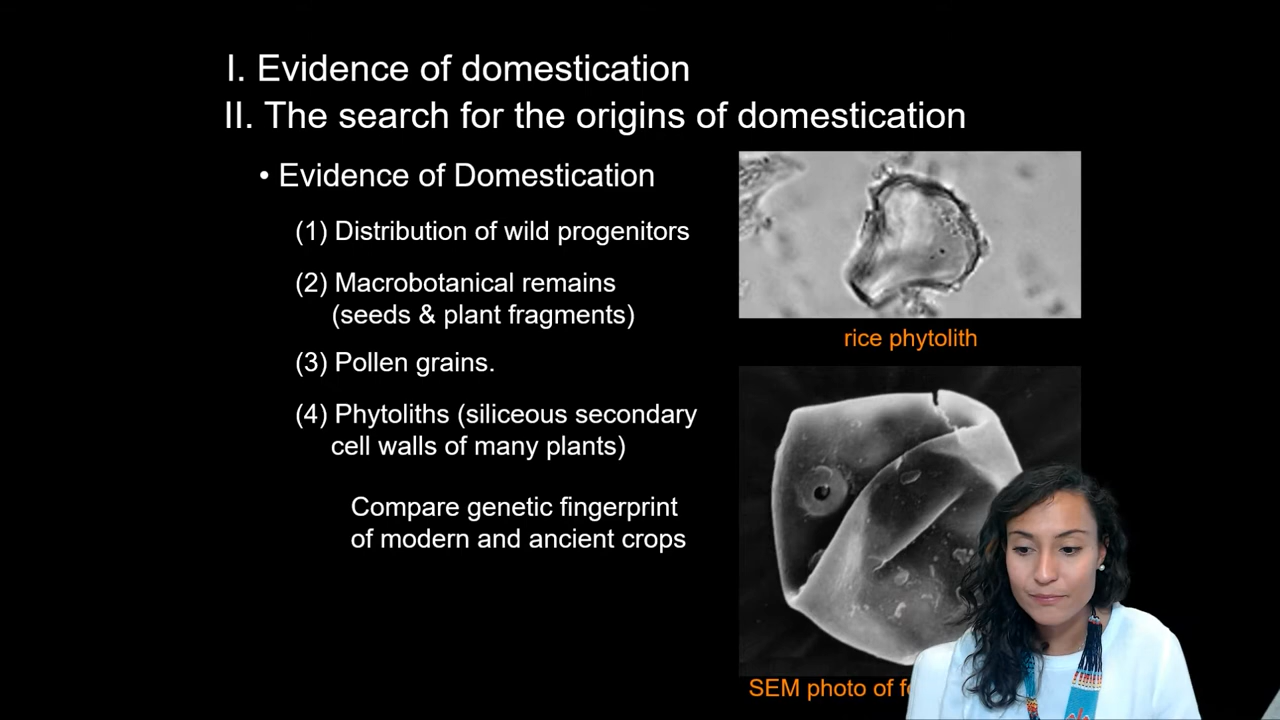 I. Evidence of domestication
II. The search for the origins of domestication
• Evidence of Domestication
(1) Distribution of wild progenitors
(2) Macrobotanical remains
(seeds & plant fragments)
(3) Pollen grains.
(4) Phytoliths (siliceous secondary
cell walls of many plants)
Compare genetic fingerprint
of modern and ancient crops
rice phytolith
SEM photo of